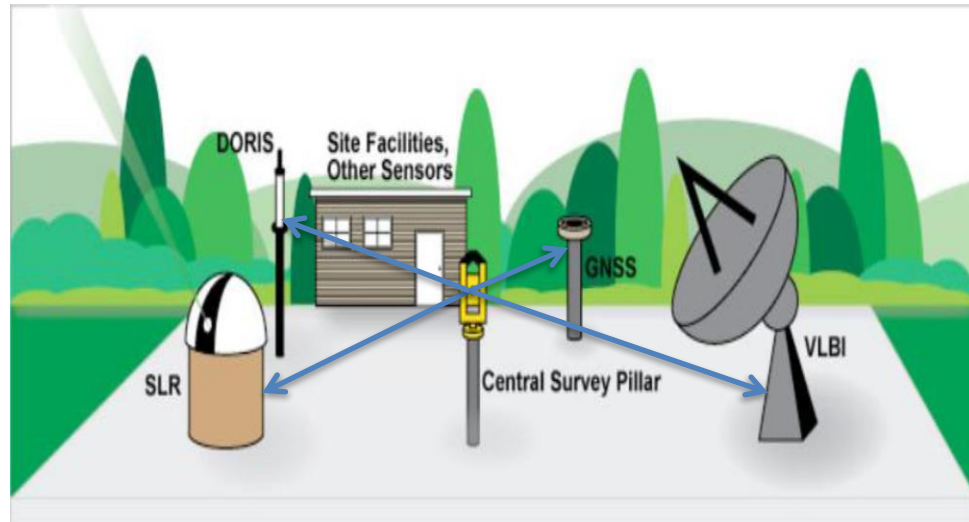 DORIS
Site Facilities,
Other Sensors
GNSS
VLBI
SLR
Central Survey Pillar